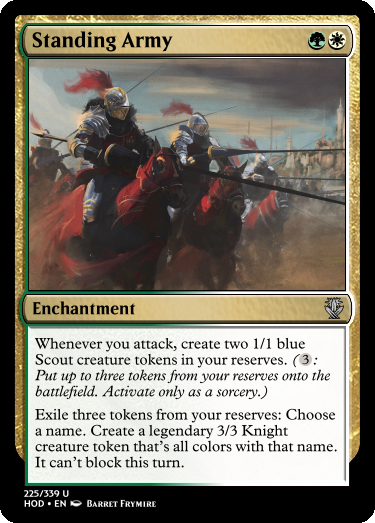 Standing Army
Enchantment
Whenever you attack, create two 1/1 blue
Scout creature tokens in your reserves. (3:
Put up to three tokens from your reserves onto the
battlefield. Activate only as a sorcery.)
Exile three tokens from your reserves: Choose
a name. Create a legendary 3/3 Knight
creature token that's all colors with that name.
It can't block this turn.
225/339 U
HOD • EN Barret Frymire